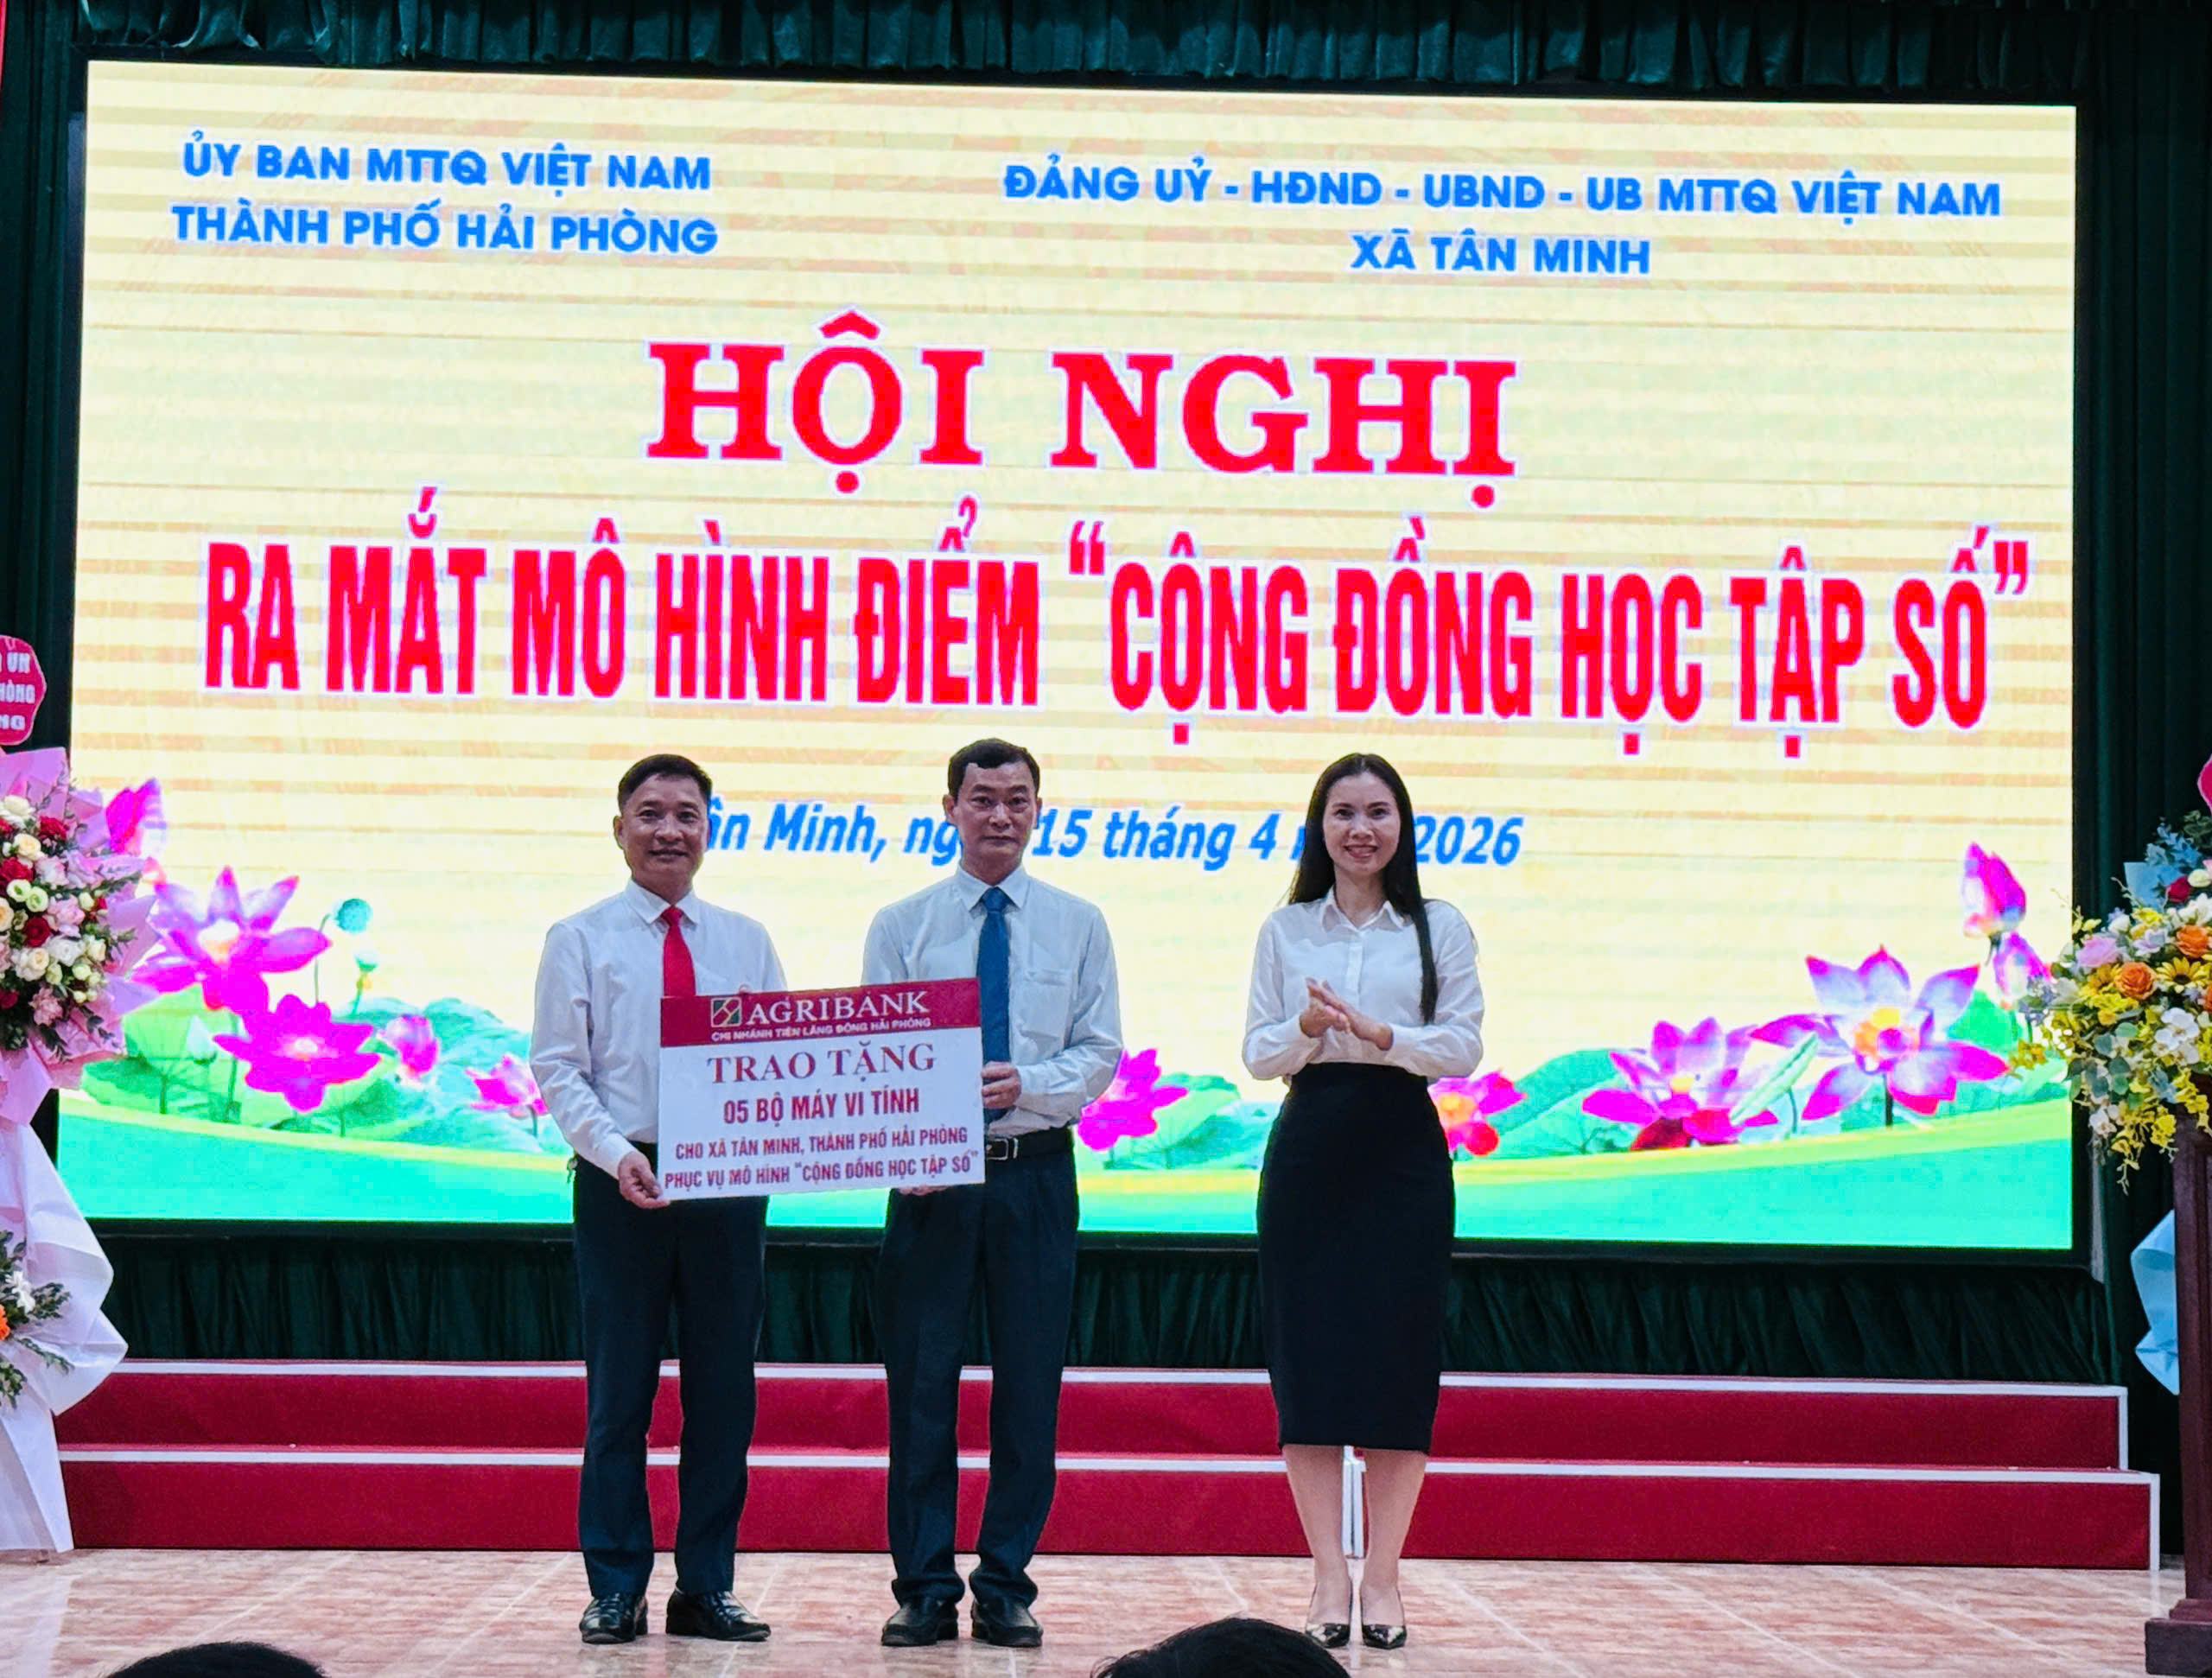 ỦY BAN MTTQ VIỆT NAM
THÀNH PHỐ HẢI PHÒNG
ĐẢNG UỶ - HĐND - UBND - UB MTTQ VIỆT NAM
XÃ TÂN MINH
HỘI NGHỊ
RA MẮT MÔ HÌNH ĐIỂM “CỘNG ĐỒNG HỌC TẬP SỐ”
Minh, 15 tháng 4 2026
AGRIBANK
CHI NHÁNH TIÊN LÃNG ĐÔNG HẢI PHÒNG
TRAO TẶNG
05 BỘ MÁY VI TÍNH
CHO XÃ TÂN MINH, THÀNH PHỐ HẢI PHÒNG
PHỤC VỤ MÔ HÌNH “CỘNG ĐỒNG HỌC TẬP SỐ”